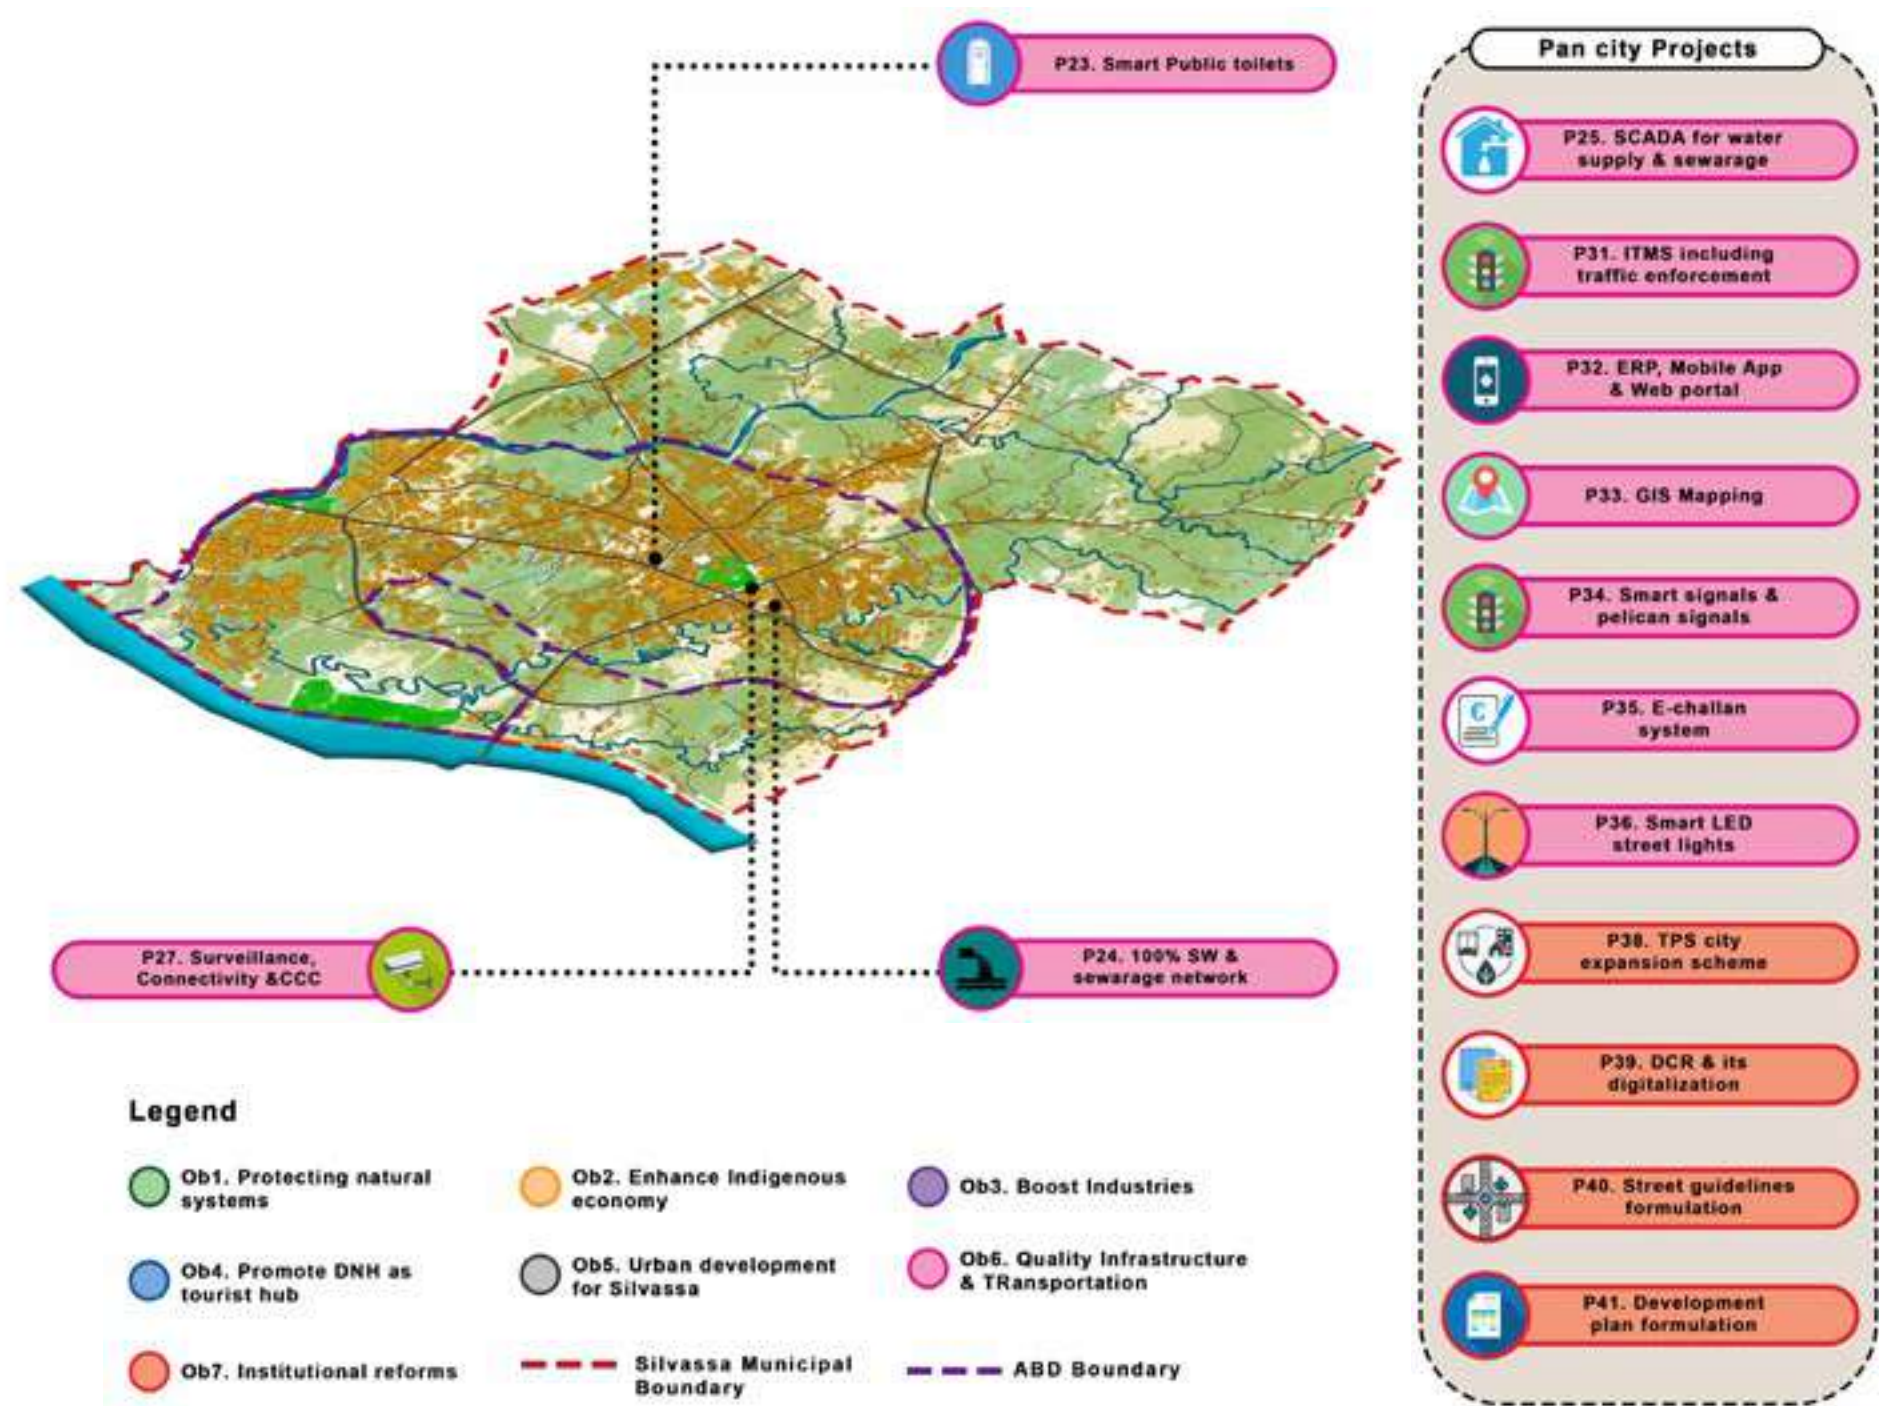 P23. Smart Public toilets
P27. Surveillance,
Connectivity &CCC
P24. 100% SW &
sewarage network
Legend
Ob1. Protecting natural
systems
Ob2. Enhance Indigenous
economy
Ob3. Boost Industries
Ob4. Promote DNH as
tourist hub
Ob5. Urban development
for Silvassa
Ob6. Quality Infrastructure
& TRansportation
Ob7. Institutional reforms
Silvassa Municipal
Boundary
ABD Boundary
Pan city Projects
P25. SCADA for water
supply & sewarage
P31. ITMS including
traffic enforcement
P32. ERP, Mobile App
& Web portal
P33. GIS Mapping
P34. Smart signals &
pelican signals
P35. E-challan
system
P36. Smart LED
street lights
P38. TPS city
expansion scheme
P39. DCR & its
digitalization
P40. Street guidelines
formulation
P41. Development
plan formulation